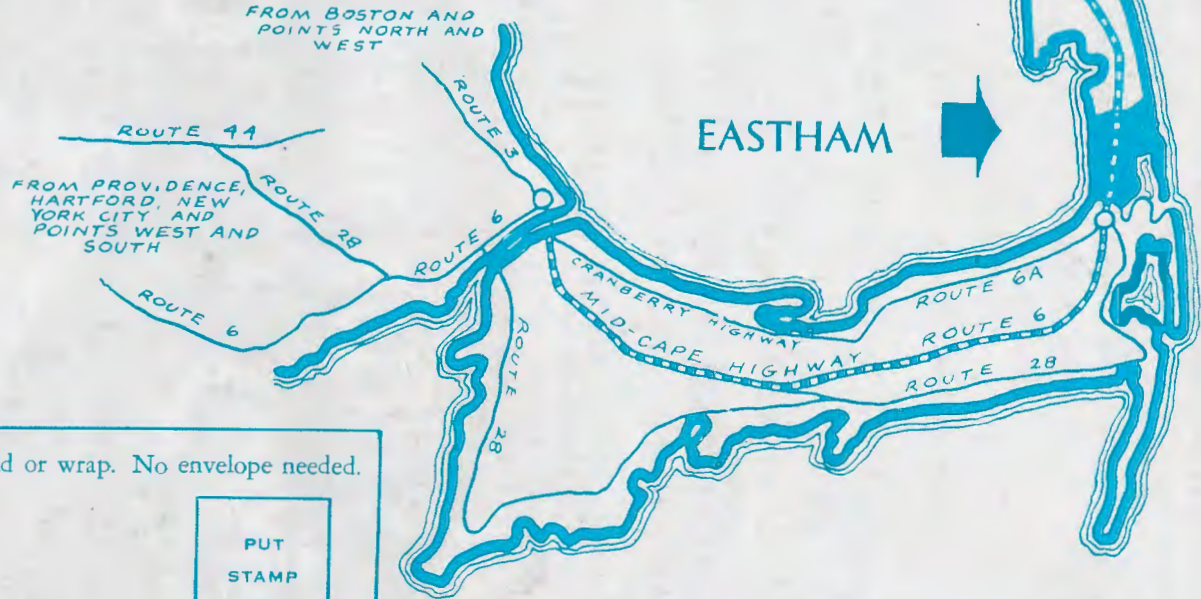 FROM BOSTON AND
POINTS NORTH AND
WEST
ROUTE 3
ROUTE 44
EASTHAM
FROM PROVIDENCE,
HARTFORD, NEW
YORK CITY AND
POINTS WEST AND
SOUTH
ROUTE 28
ROUTE 6
ROUTE 6
CRANBERRY HIGHWAY
ROUTE 6A
MID-CAPE HIGHWAY
ROUTE 6
ROUTE 28
ROUTE 28
d or wrap. No envelope needed.
PUT
STAMP